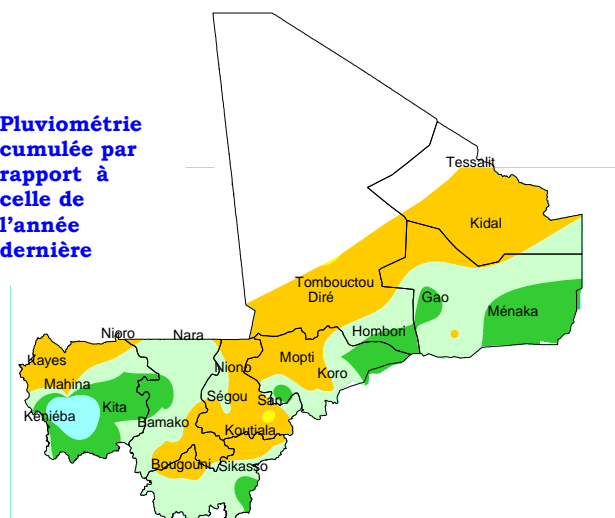 Pluviométrie
cumulée par
rapport à
celle de
l'année
dernière
Tessalit
Kidal
Tombouctou
Diré
Gao
Ménaka
Hombori
Nioro
Nara
Mopti
Kayes
Niono
Koro
Mahina
Ségou
San
Kéniéba
Kita
Bamako
Koutiala
Bougouni
Sikasso